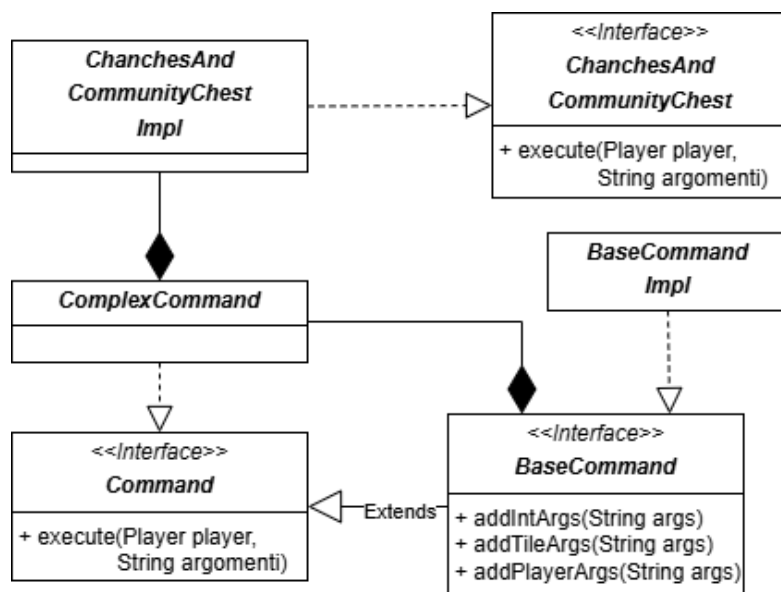 ChanchesAnd
CommunityChest
Impl
<<Interface>>
ChanchesAnd
CommunityChest
+ execute(Player player,
String argomenti)
BaseCommand
Impl
ComplexCommand
<<Interface>>
Command
+ execute(Player player,
String argomenti)
Extends
<<Interface>>
BaseCommand
+ addIntArgs(String args)
+ addTileArgs(String args)
+ addPlayerArgs(String args)